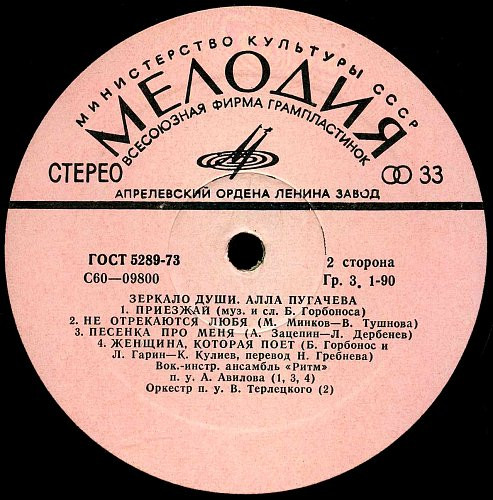 МИНИСТЕРСТВО КУЛЬТУРЫ СССР
МЕЛОДИЯ
ВСЕСОЮЗНАЯ ФИРМА ГРАМПЛАСТИНОК
СТЕРЕО 33
АПРЕЛЕВСКИЙ ОРДЕНА ЛЕНИНА ЗАВОД
ГОСТ 5289-73 2 сторона
С60—09800 Гр. 3. 1-90
ЗЕРКАЛО ДУШИ. АЛЛА ПУГАЧЕВА
1. ПРИЕЗЖАЙ (муз. и сл. Б. Горбоноса)
2. НЕ ОТРЕКАЮТСЯ ЛЮБЯ (М. Минков—В. Тушнова)
3. ПЕСЕНКА ПРО МЕНЯ (А. Зацепин—Л. Дербенев)
4. ЖЕНЩИНА, КОТОРАЯ ПОЕТ (Б. Горбонос и
Л. Гарин—К. Кулиев, перевод Н. Гребнева)
Вок.-инстр. ансамбль «Ритм»
п. у. А. Авилова (1, 3, 4)
Оркестр п. у. В. Терлецкого (2)